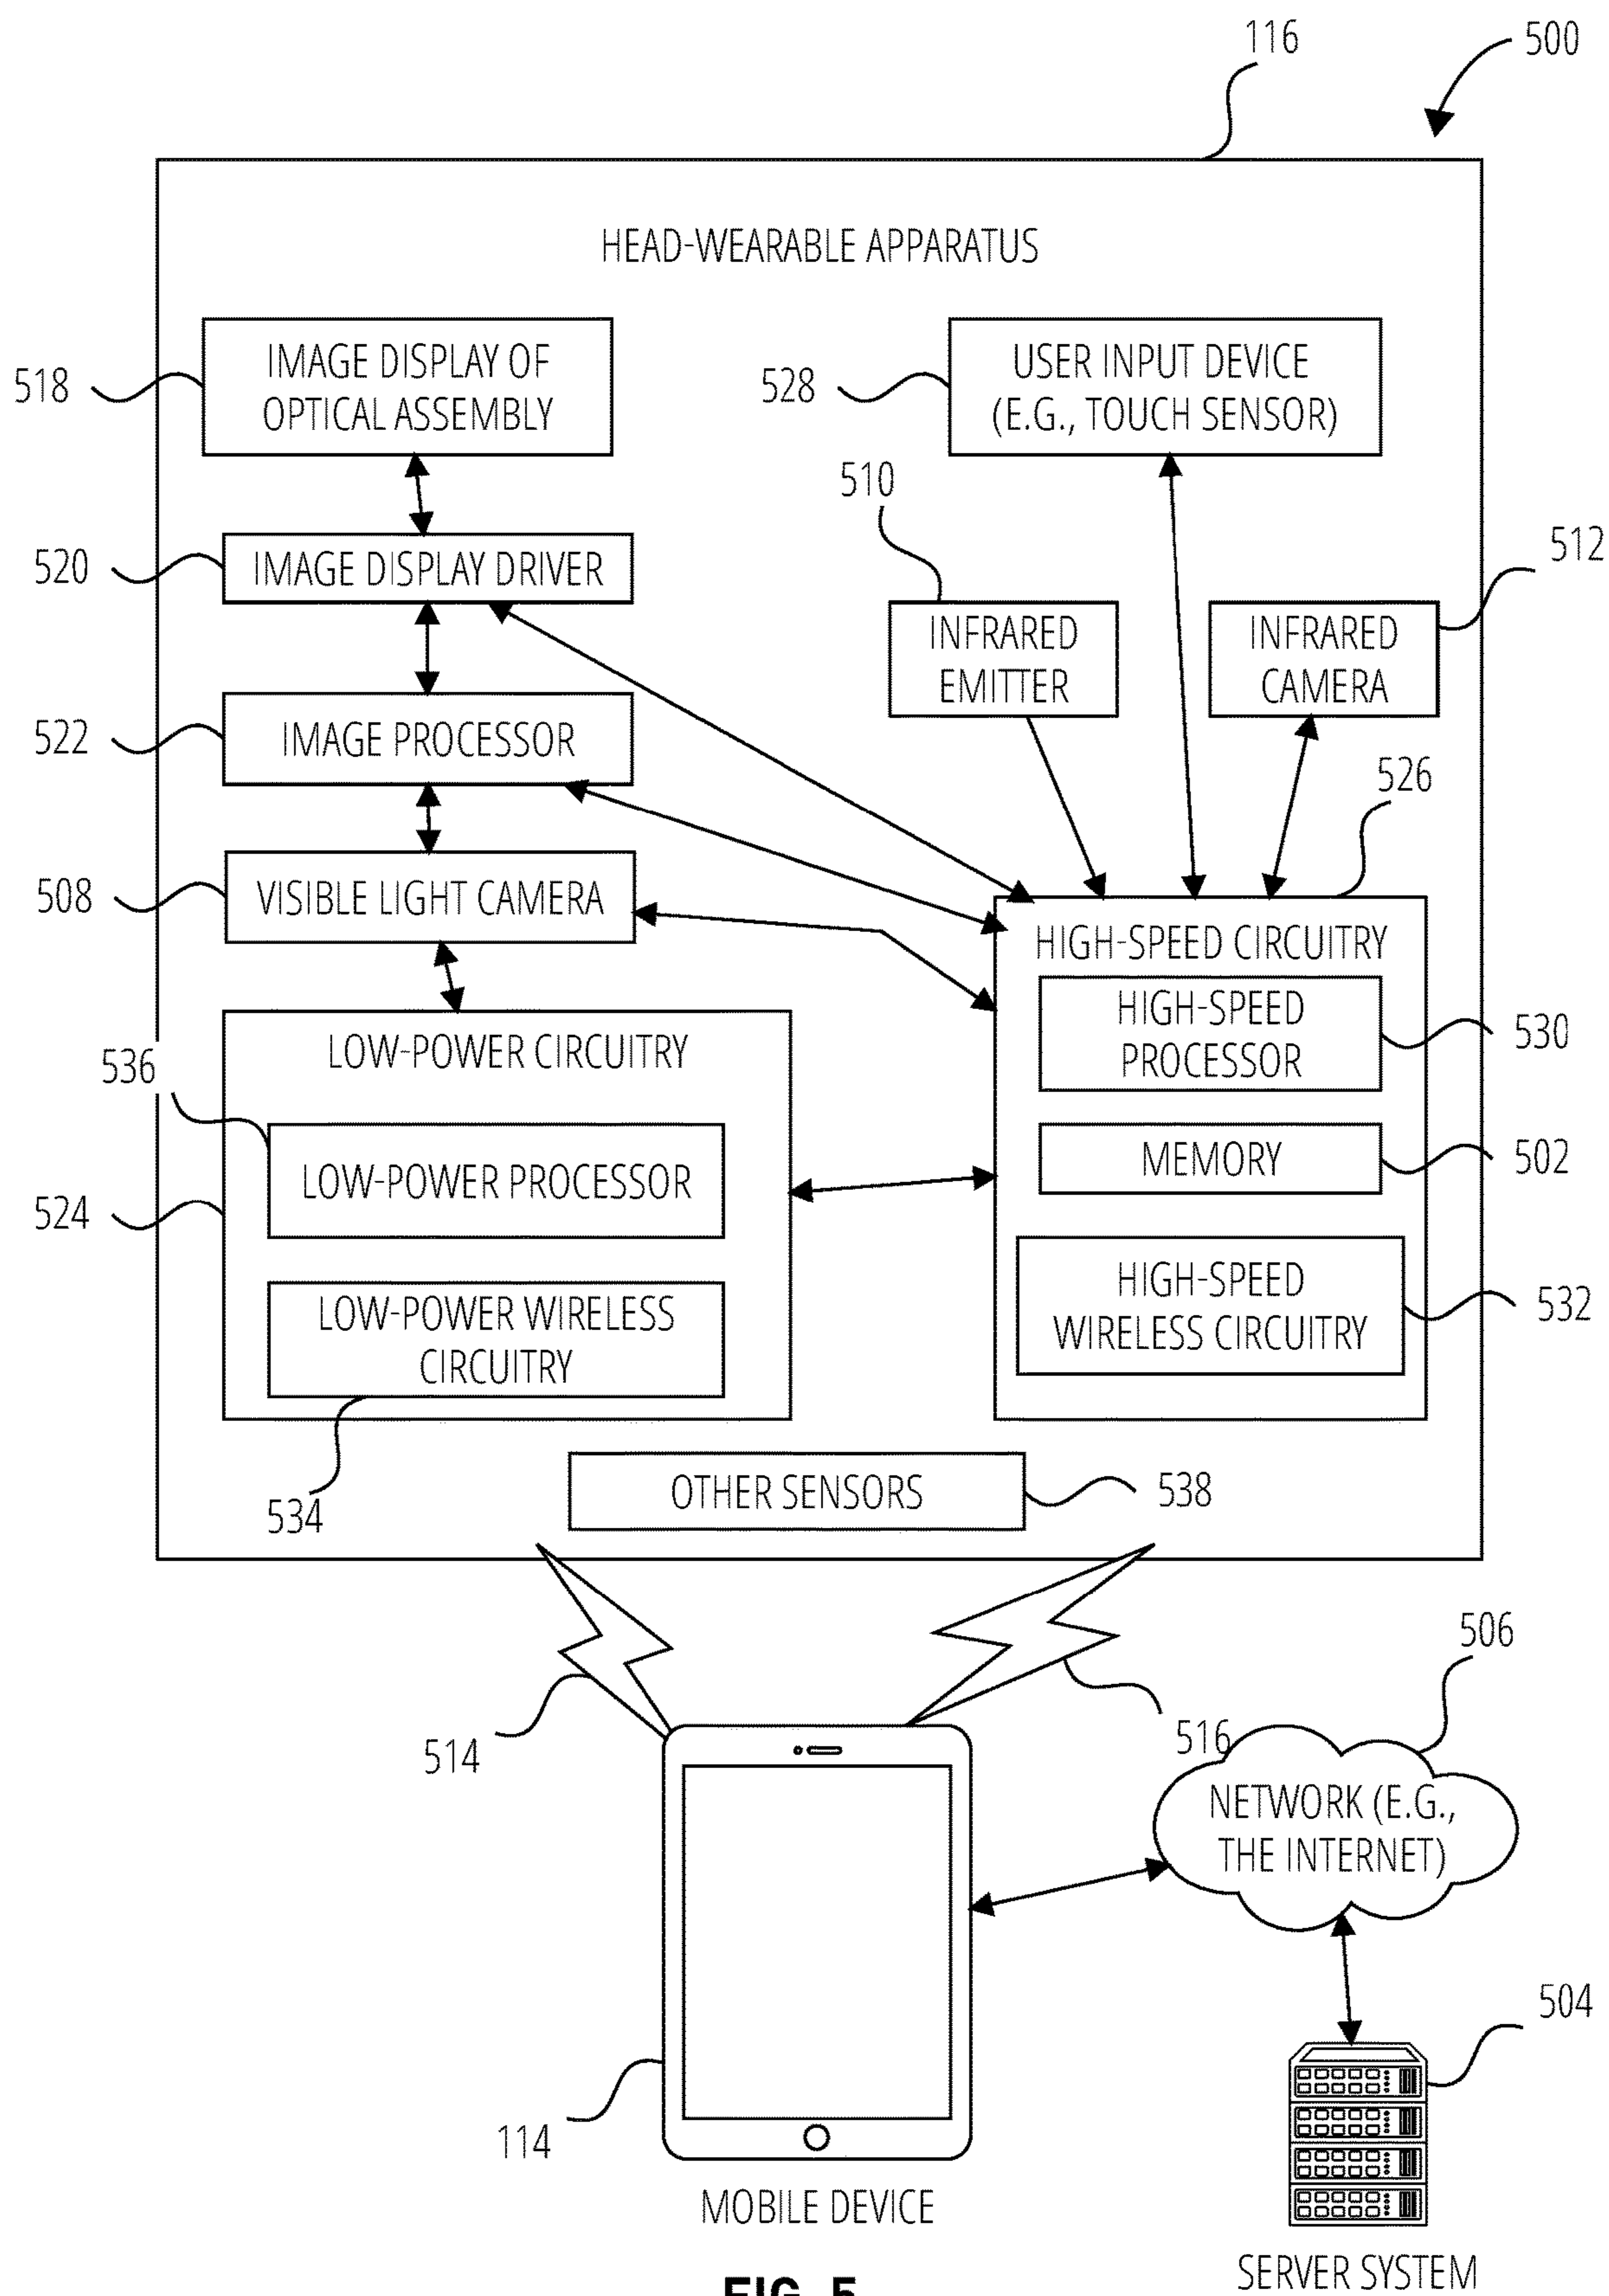 116
500
HEAD-WEARABLE APPARATUS
518
IMAGE DISPLAY OF
OPTICAL ASSEMBLY
528
USER INPUT DEVICE
(E.G., TOUCH SENSOR)
510
512
520
IMAGE DISPLAY DRIVER
INFRARED
EMITTER
INFRARED
CAMERA
522
IMAGE PROCESSOR
526
508
VISIBLE LIGHT CAMERA
HIGH-SPEED CIRCUITRY
HIGH-SPEED
PROCESSOR
530
536
LOW-POWER CIRCUITRY
LOW-POWER PROCESSOR
MEMORY
502
524
LOW-POWER WIRELESS
CIRCUITRY
HIGH-SPEED
WIRELESS CIRCUITRY
532
534
OTHER SENSORS
538
506
514
516
NETWORK (E.G.,
THE INTERNET)
504
114
MOBILE DEVICE
SERVER SYSTEM
FIG. 5